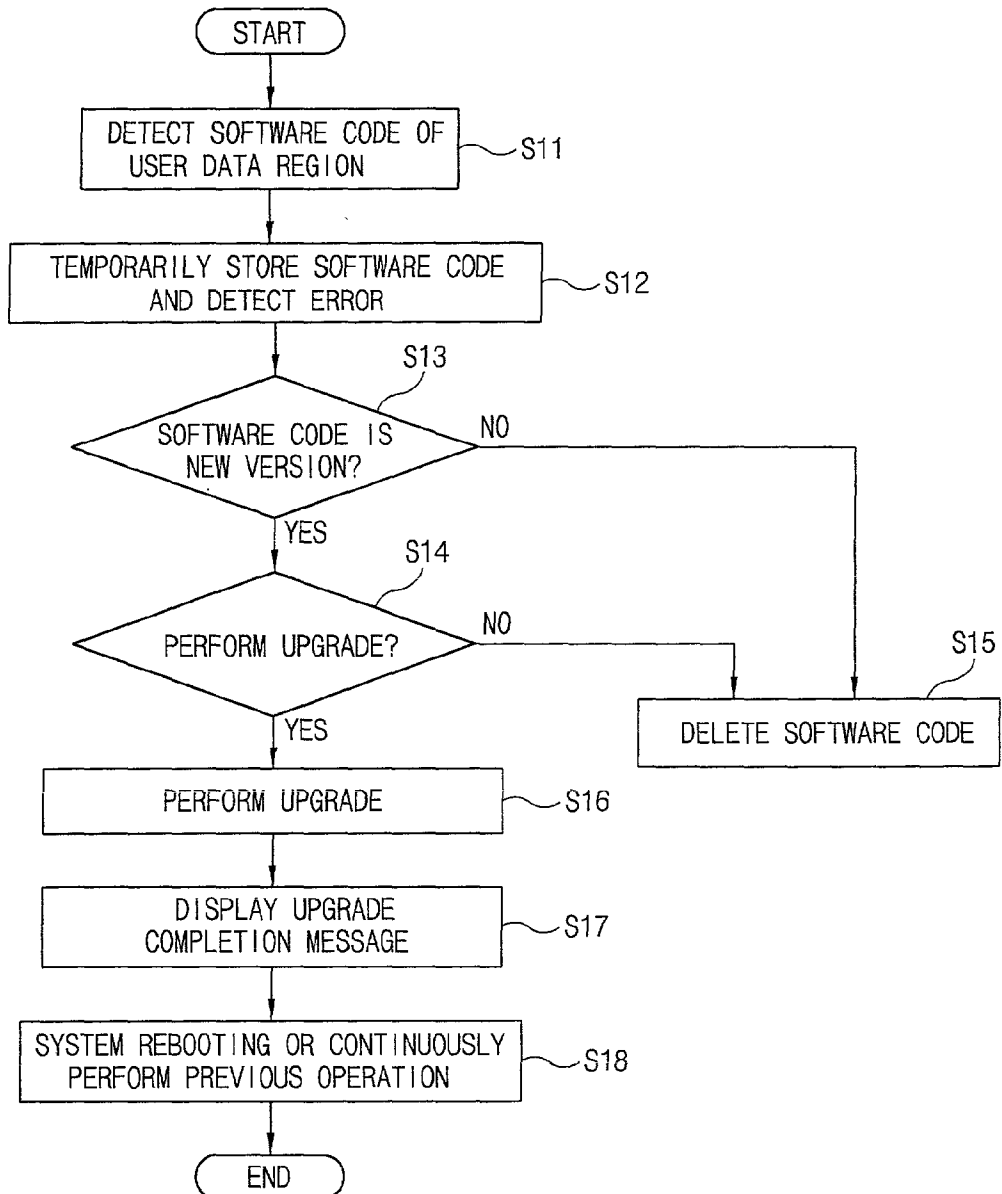 START
DETECT SOFTWARE CODE OF
USER DATA REGION
S11
TEMPORARILY STORE SOFTWARE CODE
AND DETECT ERROR
S12
S13
SOFTWARE CODE IS
NEW VERSION?
NO
YES
S14
PERFORM UPGRADE?
NO
YES
S15
DELETE SOFTWARE CODE
PERFORM UPGRADE
S16
DISPLAY UPGRADE
COMPLETION MESSAGE
S17
SYSTEM REBOOTING OR CONTINUOUSLY
PERFORM PREVIOUS OPERATION
S18
END